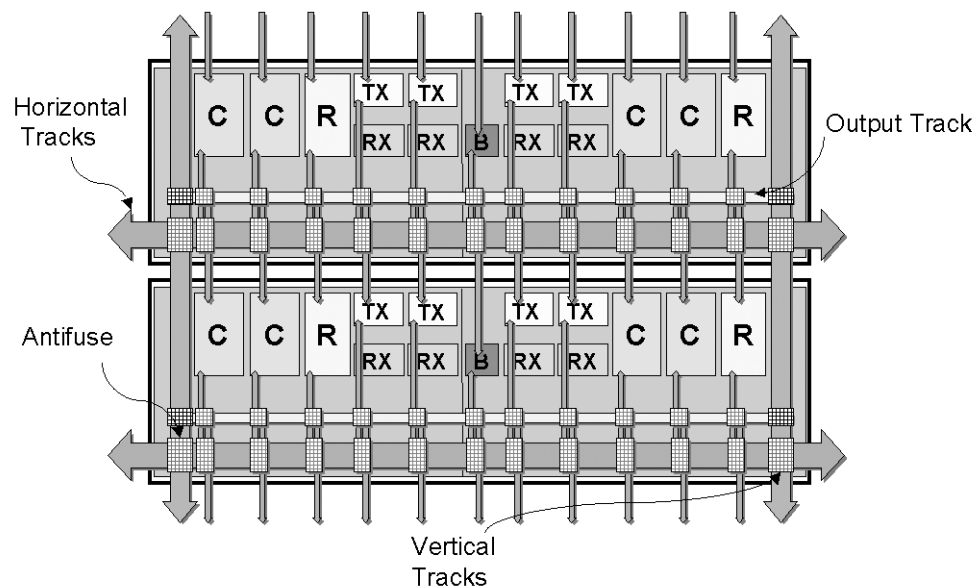 Horizontal
Tracks
C C R TX TX TX TX C C R
RX RX B RX RX
Output Track
C C R TX TX TX TX C C R
RX RX B RX RX
Antifuse
Vertical
Tracks